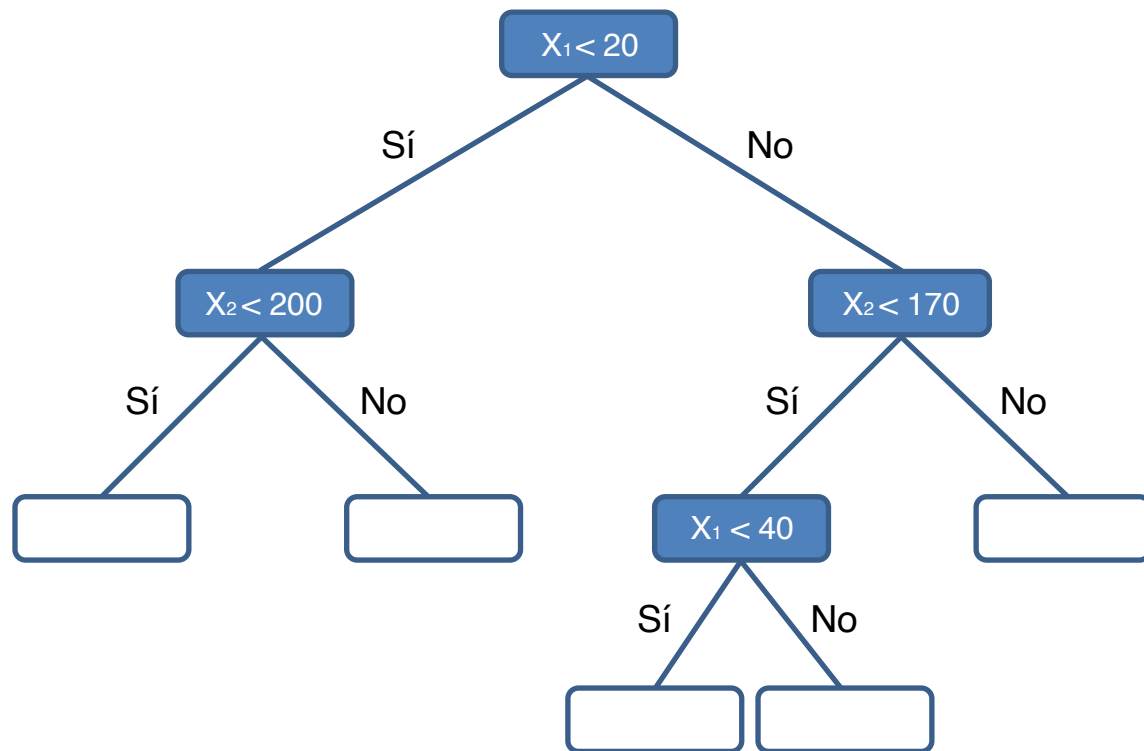 X₁ < 20
Sí
No
X₂ < 200
X₂ < 170
Sí
No
Sí
No
X₁ < 40
Sí
No